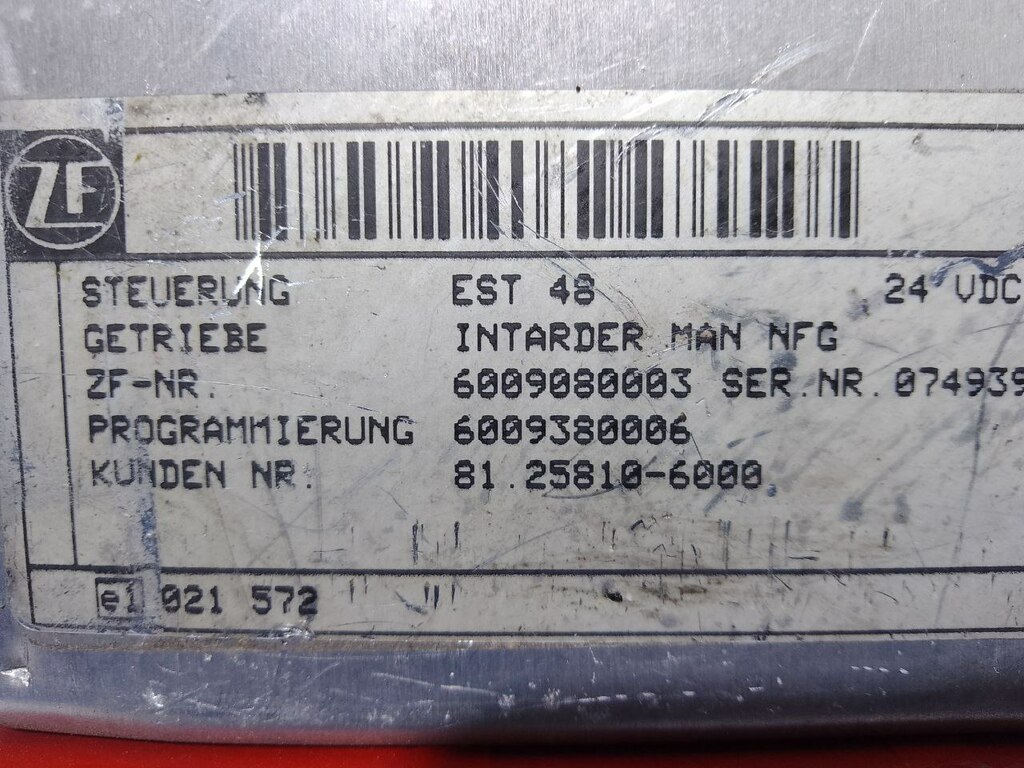 ZF
STEUERUNG EST 48 24 VDC
GETRIEBE INTARDER MAN NFG
ZF-NR. 6009080003 SER.NR. 074939
PROGRAMMIERUNG 6009380006
KUNDEN NR. 81.25810-6000
e1 021 572